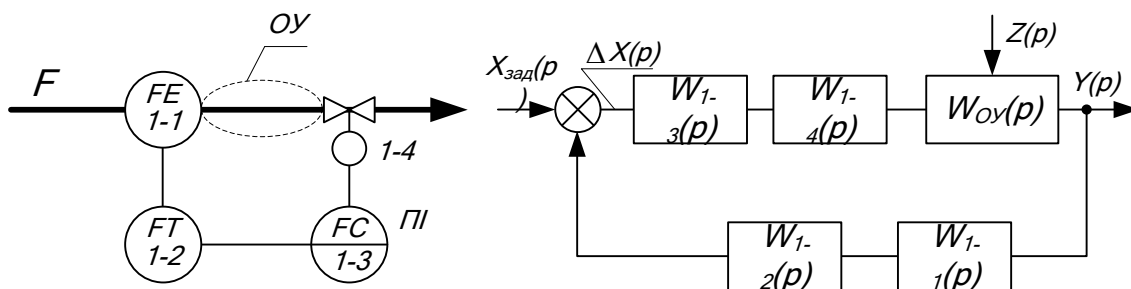 ОУ
F
FE
1-1
1-4
FT
1-2
FC
1-3
ПІ
Xзад(р
)
Δ X(p)
W1-
3(p)
W1-
4(p)
Z(p)
WОУ(p)
Y(p)
W1-
2(p)
W1-
1(p)